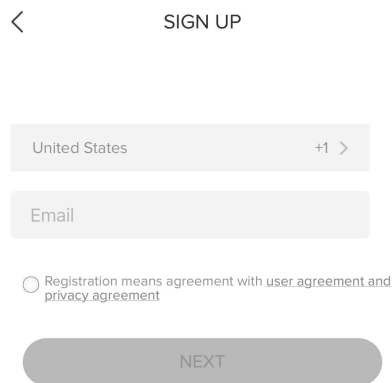 SIGN UP
United States +1
Email
Registration means agreement with user agreement and
privacy agreement
NEXT